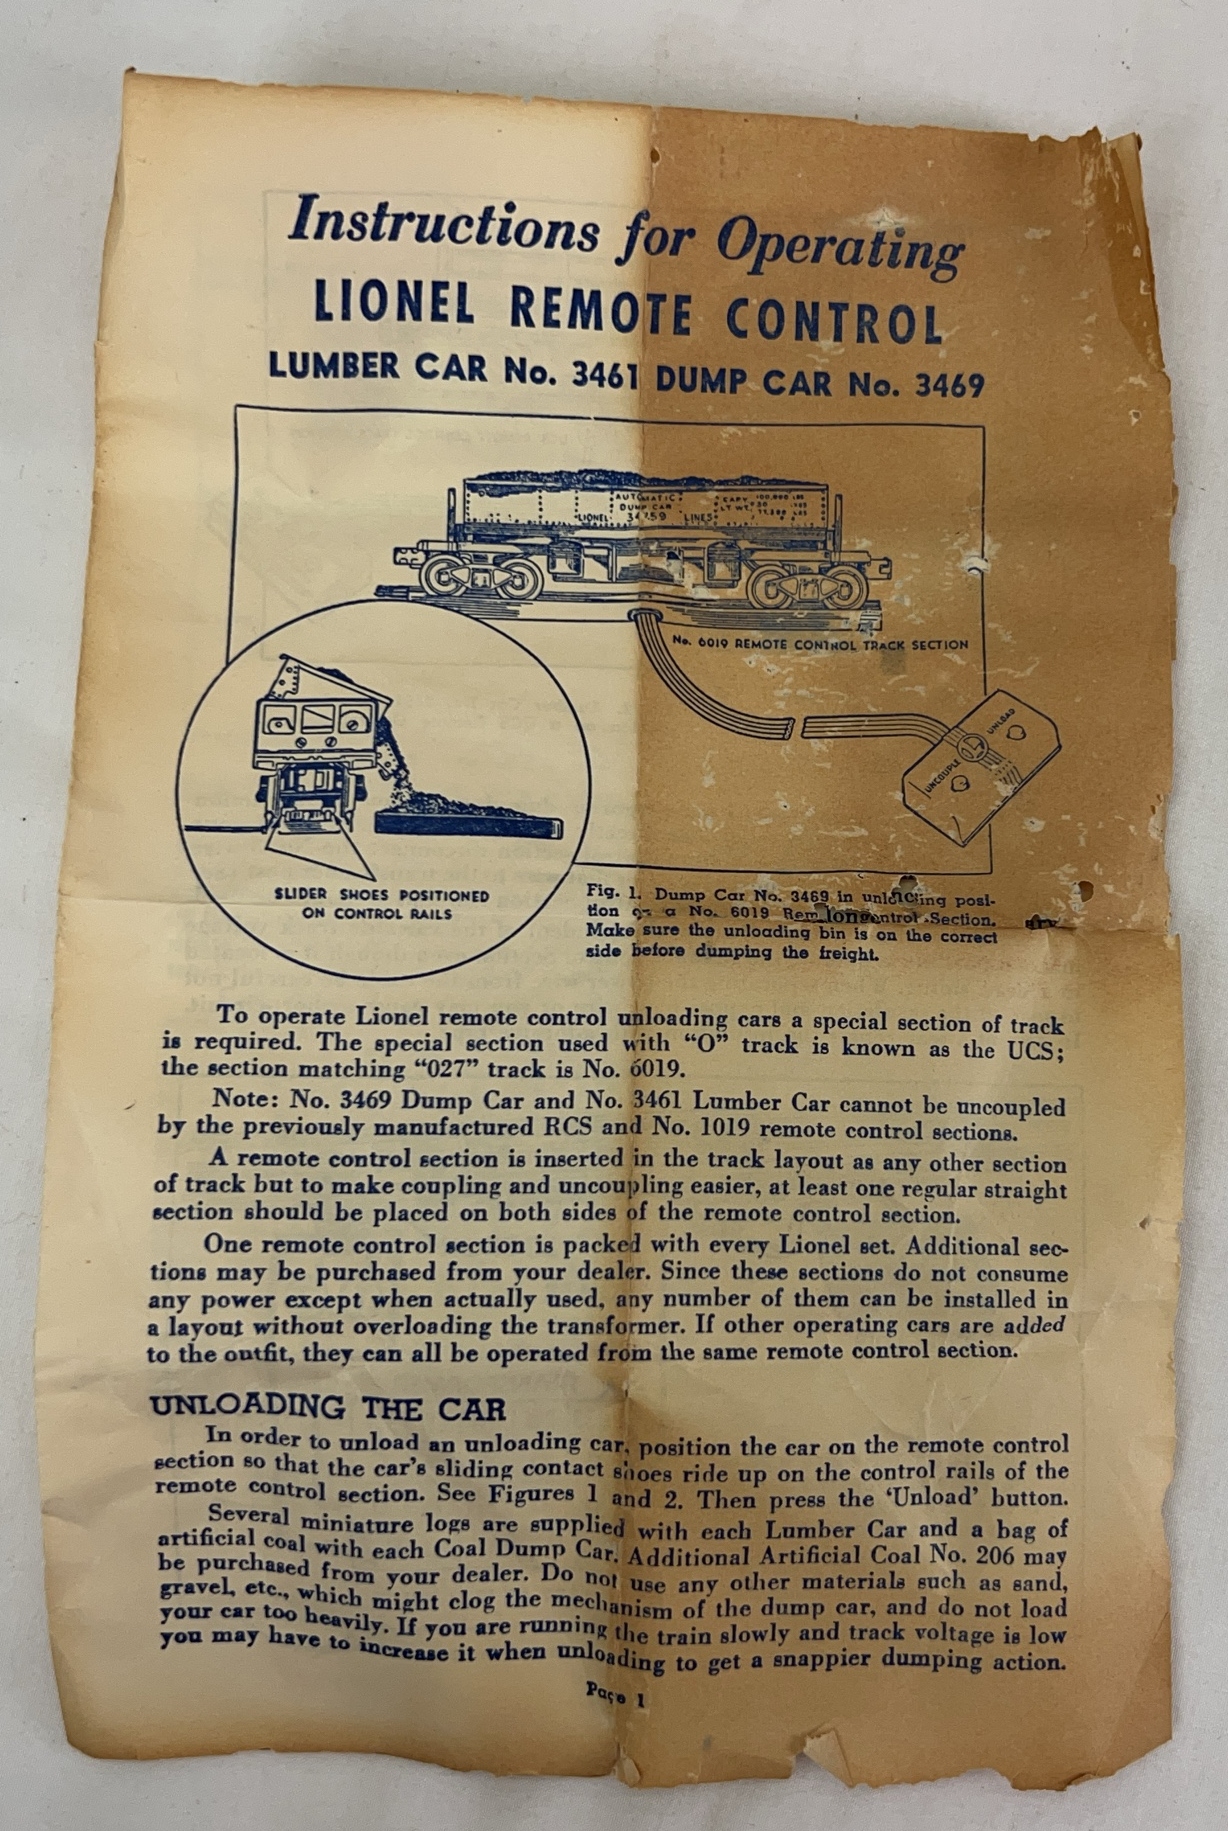 Instructions for Operating
LIONEL REMOTE CONTROL
LUMBER CAR No. 3461 DUMP CAR No. 3469
AUTOMATIC
DUMP CAR
LIONEL 3459 LINES
CAPY 100,000 LBS
LT WT.
No. 6019 REMOTE CONTROL TRACK SECTION
UNCOUPLE
UNLOAD
SLIDER SHOES POSITIONED
ON CONTROL RAILS
Fig. 1. Dump Car No. 3469 in posi-
tion a No. 6019 Section.
Make sure the unloading bin is on the correct
side before dumping the freight.
To operate Lionel remote control unloading cars a special section of track
is required. The special section used with “O” track is known as the UCS;
the section matching “027” track is No. 6019.
Note: No. 3469 Dump Car and No. 3461 Lumber Car cannot be uncoupled
by the previously manufactured RCS and No. 1019 remote control sections.
A remote control section is inserted in the track layout as any other section
of track but to make coupling and uncoupling easier, at least one regular straight
section should be placed on both sides of the remote control section.
One remote control section is packed with every Lionel set. Additional sec-
tions may be purchased from your dealer. Since these sections do not consume
any power except when actually used, any number of them can be installed in
a layout without overloading the transformer. If other operating cars are added
to the outfit, they can all be operated from the same remote control section.
UNLOADING THE CAR
In order to unload an unloading car, position the car on the remote control
section so that the car's sliding contact shoes ride up on the control rails of the
remote control section. See Figures 1 and 2. Then press the ‘Unload’ button.
Several miniature logs are supplied with each Lumber Car and a bag of
artificial coal with each Coal Dump Car. Additional Artificial Coal No. 206 may
be purchased from your dealer. Do not use any other materials such as sand,
gravel, etc., which might clog the mechanism of the dump car, and do not load
your car too heavily. If you are running the train slowly and track voltage is low
you may have to increase it when unloading to get a snappier dumping action.
Page 1